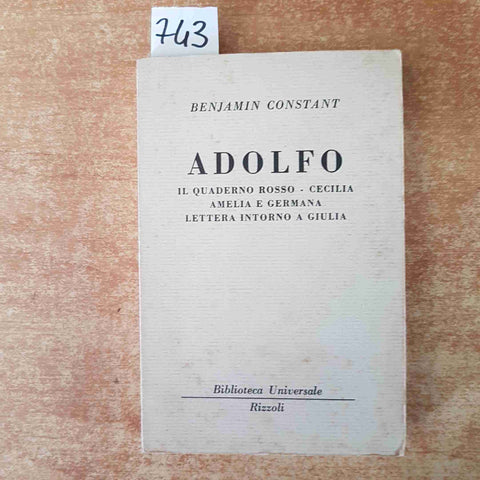 743
BENJAMIN CONSTANT
ADOLFO
IL QUADERNO ROSSO - CECILIA
AMELIA E GERMANA
LETTERA INTORNO A GIULIA
Biblioteca Universale
Rizzoli